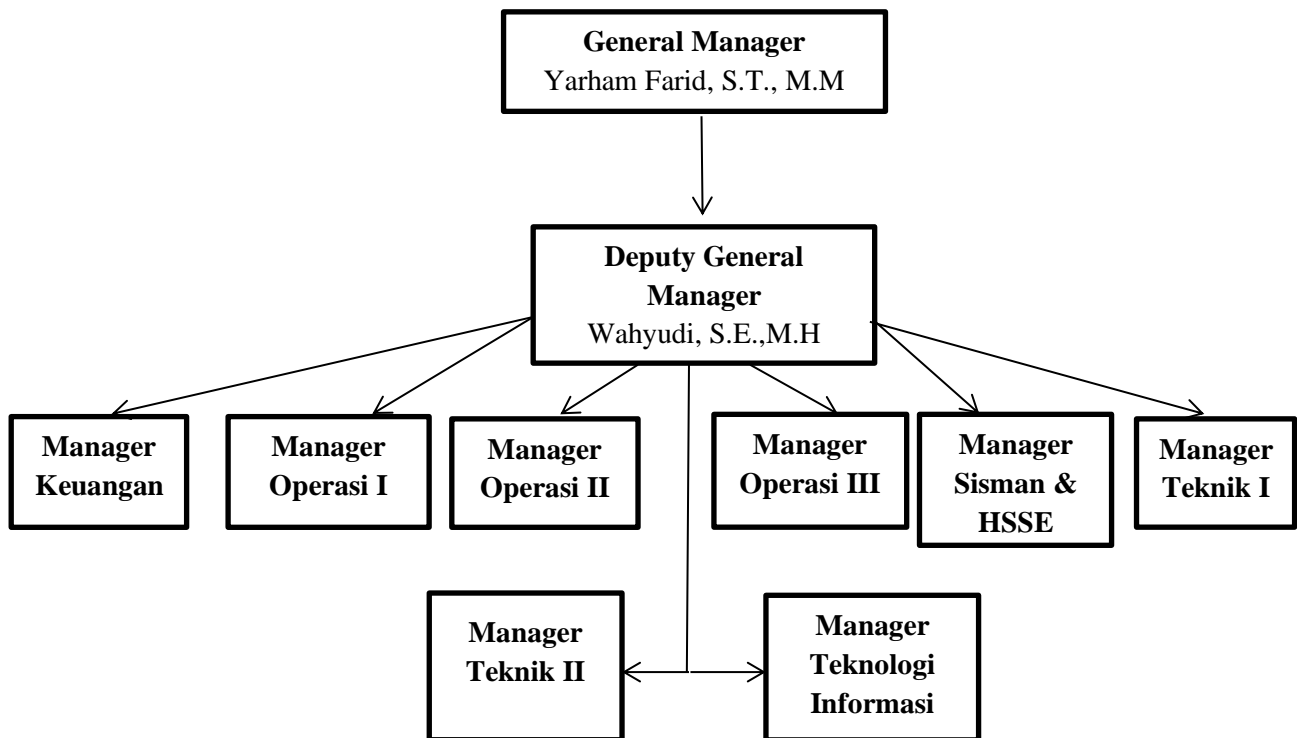 General Manager
Yarham Farid, S.T., M.M
Deputy General
Manager
Wahyudi, S.E.,M.H
Manager
Keuangan
Manager
Operasi I
Manager
Operasi II
Manager
Operasi III
Manager
Sisman &
HSSE
Manager
Teknik I
Manager
Teknik II
Manager
Teknologi
Informasi